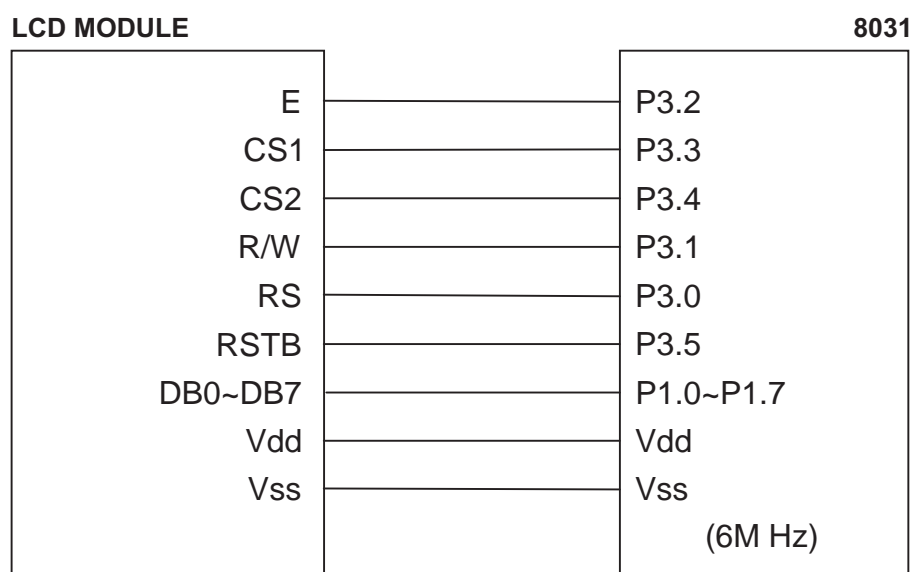 LCD MODULE 8031
E P3.2
CS1 P3.3
CS2 P3.4
R/W P3.1
RS P3.0
RSTB P3.5
DB0~DB7 P1.0~P1.7
Vdd Vdd
Vss Vss
(6M Hz)